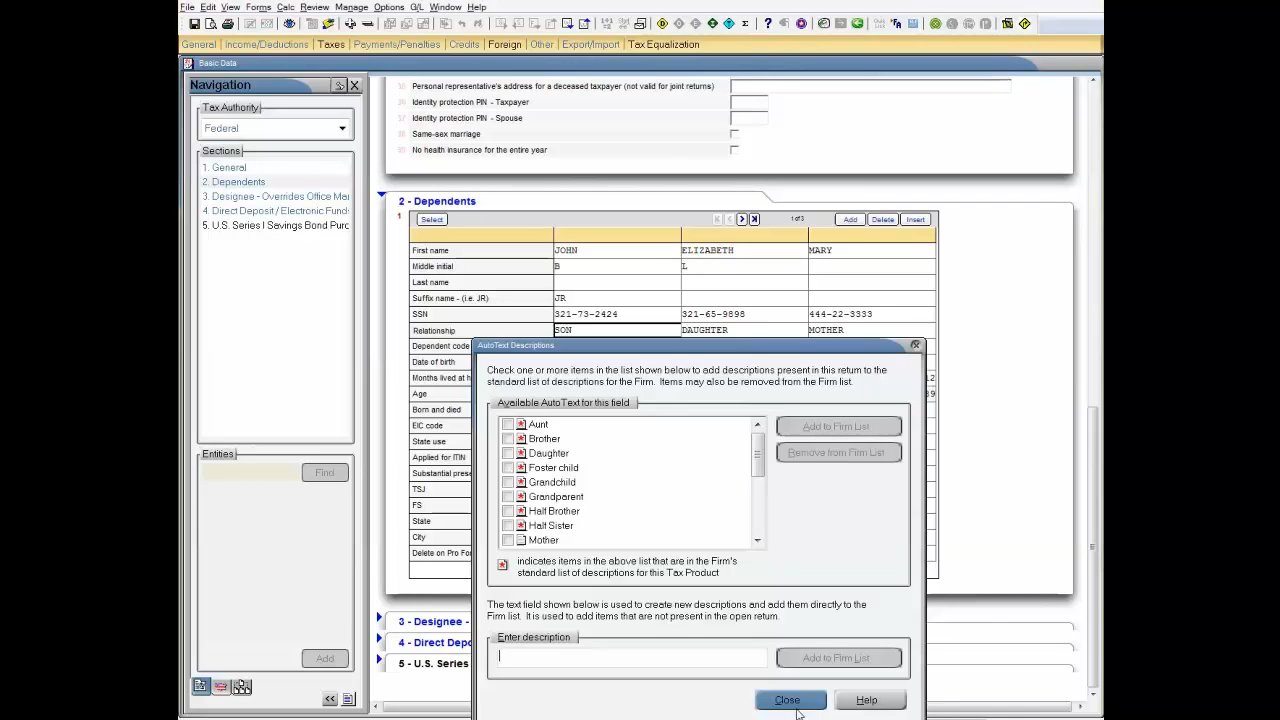 File Edit View Forms Calc Review Manage Options G/L Window Help
General Income/Deductions Taxes Payments/Penalties Credits Foreign Other Export/Import Tax Equalization
Basic Data
Navigation
Tax Authority
Federal
Sections
1. General
2. Dependents
3. Designee - Overrides Office Mar
4. Direct Deposit / Electronic Fund:
5. U.S. Series I Savings Bond Purc
Entities
Find
Add
Personal representative's address for a deceased taxpayer (not valid for joint returns)
Identity protection PIN - Taxpayer
Identity protection PIN - Spouse
Same-sex marriage
No health insurance for the entire year
2 - Dependents
1
Select 1 of 3 Add Delete Insert
First name JOHN ELIZABETH MARY
Middle initial B L
Last name
Suffix name - (i.e. JR) JR
SSN 321-73-2424 321-65-9898 444-22-3333
Relationship SON DAUGHTER MOTHER
Dependent code
Date of birth
Months lived at h 12
Age 89
Born and died
EIC code
State use
Applied for ITIN
Substantial prese
TSJ
FS
State
City
Delete on Pro For
3 - Designee -
4 - Direct Depo
5 - U.S. Series
AutoText Descriptions
Check one or more items in the list shown below to add descriptions present in this return to the
standard list of descriptions for the Firm. Items may also be removed from the Firm list.
Available AutoText for this field
Aunt
Brother
Daughter
Foster child
Grandchild
Grandparent
Half Brother
Half Sister
Mother
Add to Firm List
Remove from Firm List
indicates items in the above list that are in the Firm's
standard list of descriptions for this Tax Product
The text field shown below is used to create new descriptions and add them directly to the
Firm list. It is used to add items that are not present in the open return.
Enter description
Add to Firm List
Close Help